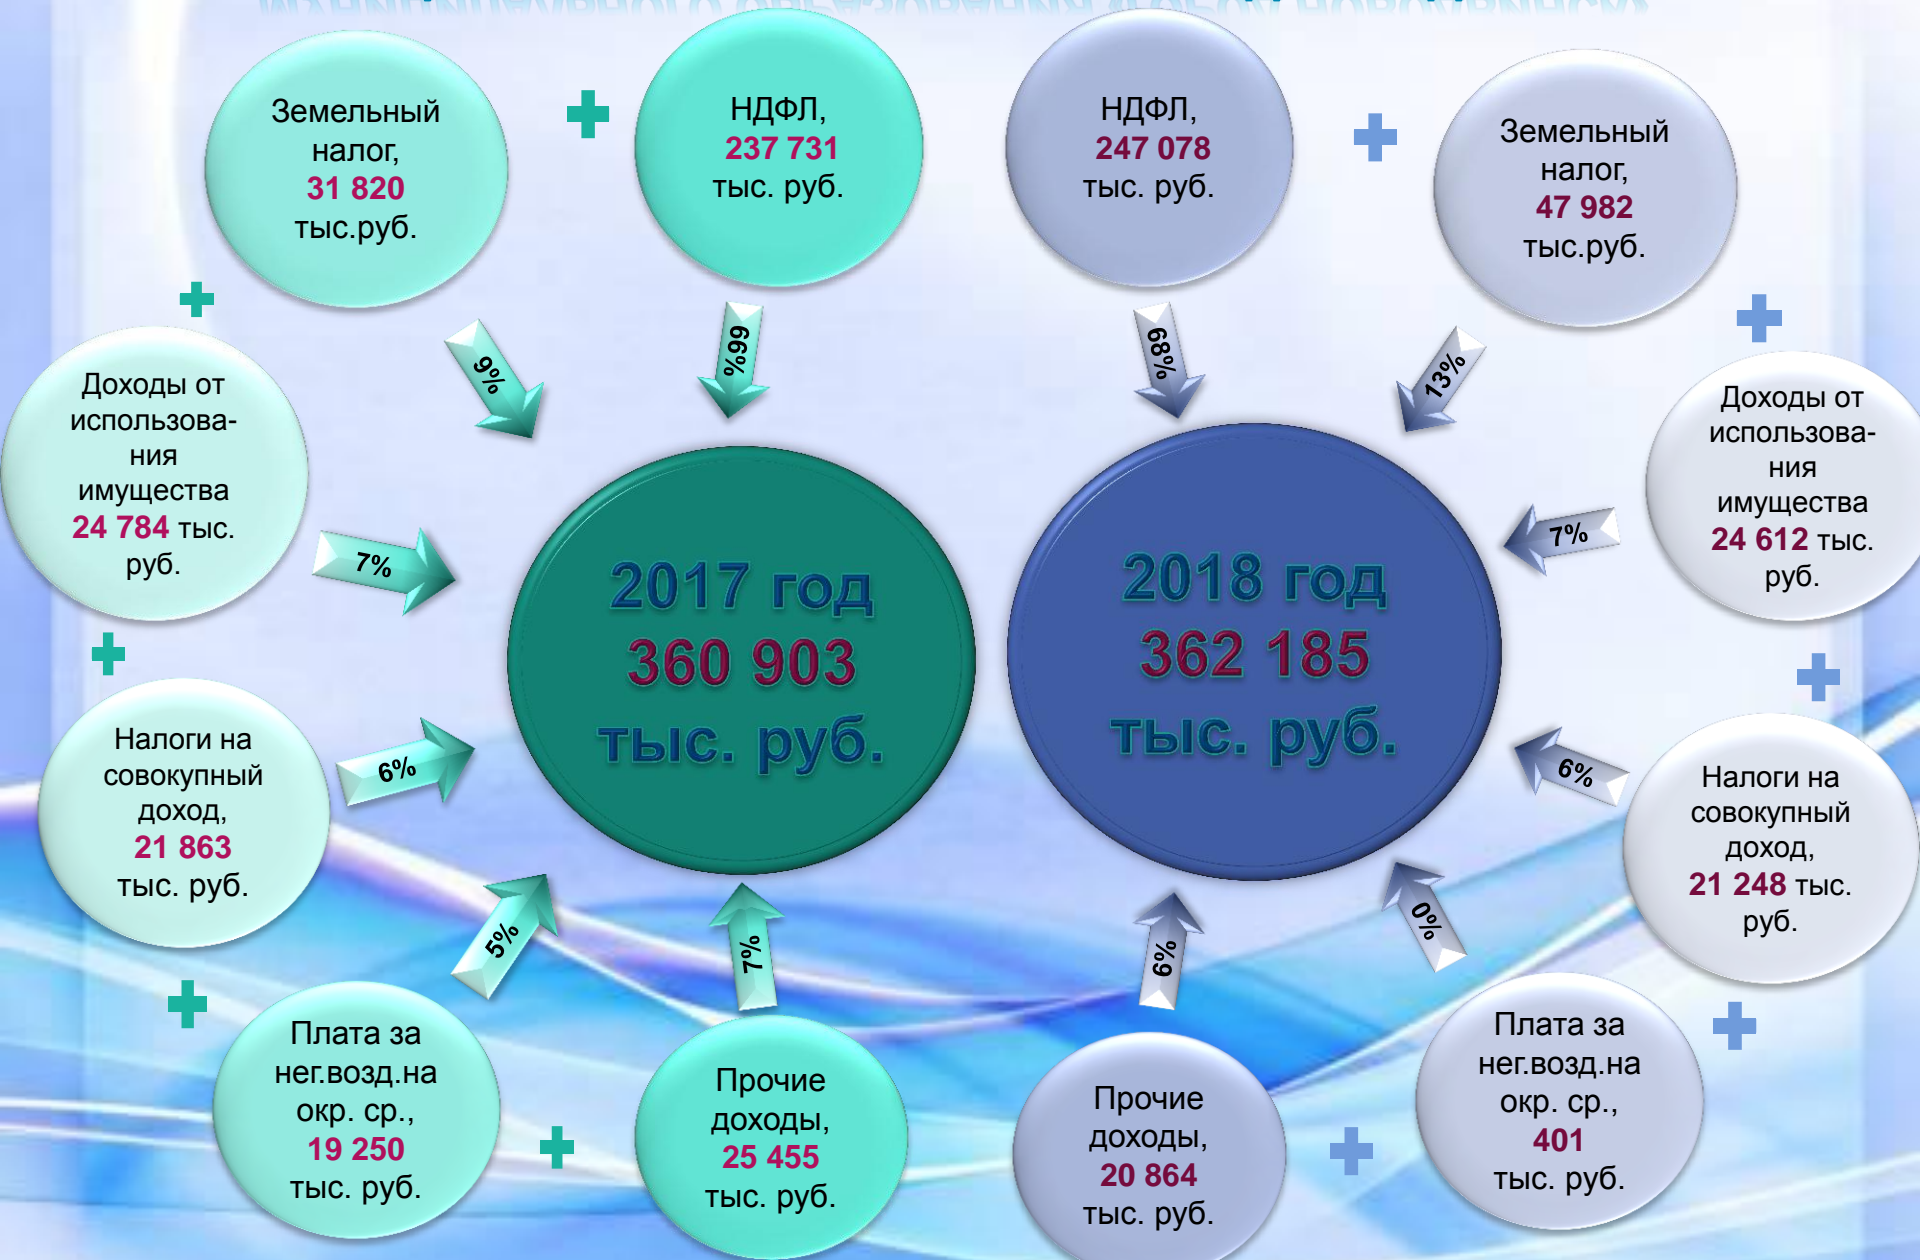 Земельный
налог,
31 820
тыс.руб.
НДФЛ,
237 731
тыс. руб.
НДФЛ,
247 078
тыс. руб.
Земельный
налог,
47 982
тыс.руб.
9%
66%
68%
13%
Доходы от
использова-
ния
имущества
24 784 тыс.
руб.
7%
2017 год
360 903
тыс. руб.
2018 год
362 185
тыс. руб.
7%
Доходы от
использова-
ния
имущества
24 612 тыс.
руб.
Налоги на
совокупный
доход,
21 863
тыс. руб.
6%
6%
Налоги на
совокупный
доход,
21 248 тыс.
руб.
5%
7%
6%
0%
Плата за
нег.возд.на
окр. ср.,
19 250
тыс. руб.
Прочие
доходы,
25 455
тыс. руб.
Прочие
доходы,
20 864
тыс. руб.
Плата за
нег.возд.на
окр. ср.,
401
тыс. руб.